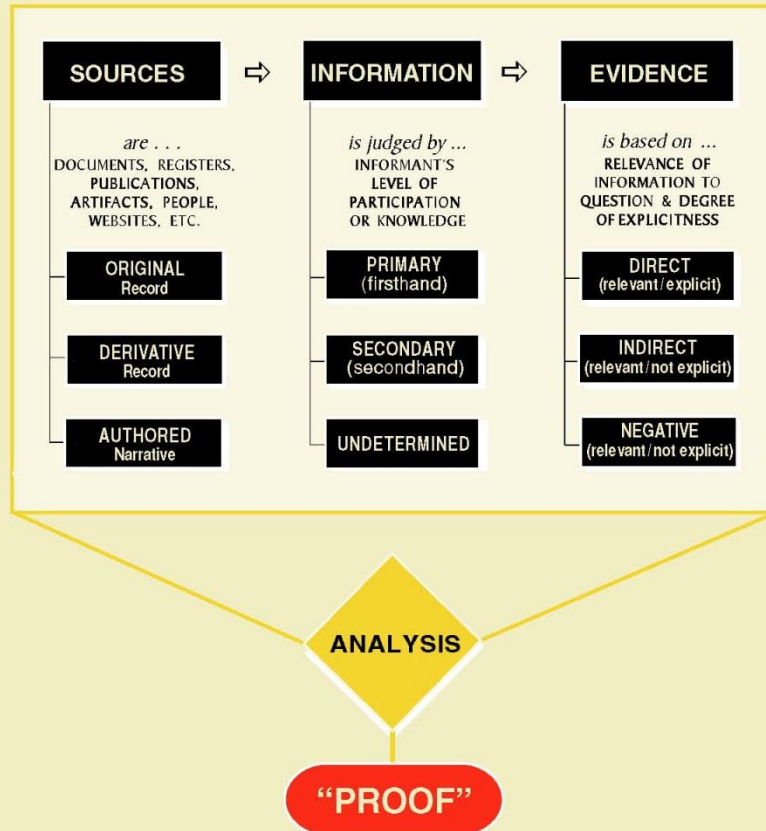 SOURCES ⇨ INFORMATION ⇨ EVIDENCE
are . . .
DOCUMENTS, REGISTERS,
PUBLICATIONS,
ARTIFACTS, PEOPLE,
WEBSITES, ETC.
ORIGINAL
Record
DERIVATIVE
Record
AUTHORED
Narrative
is judged by ...
INFORMANT'S
LEVEL OF
PARTICIPATION
OR KNOWLEDGE
PRIMARY
(firsthand)
SECONDARY
(secondhand)
UNDETERMINED
is based on ...
RELEVANCE OF
INFORMATION TO
QUESTION & DEGREE
OF EXPLICITNESS
DIRECT
(relevant/explicit)
INDIRECT
(relevant/not explicit)
NEGATIVE
(relevant/not explicit)
ANALYSIS
“PROOF”